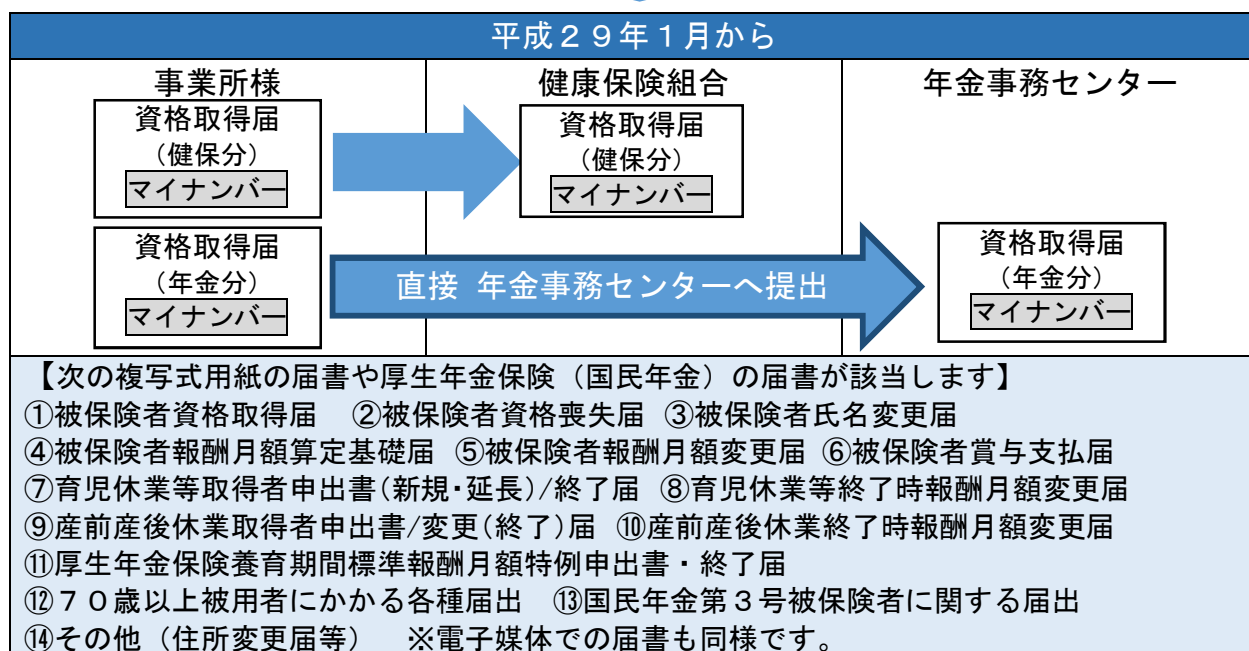 平成２９年１月から
事業所様
健康保険組合
年金事務センター
資格取得届
（健保分）
マイナンバー
資格取得届
（健保分）
マイナンバー
資格取得届
（年金分）
マイナンバー
直接 年金事務センターへ提出
資格取得届
（年金分）
マイナンバー
【次の複写式用紙の届書や厚生年金保険（国民年金）の届書が該当します】
①被保険者資格取得届　②被保険者資格喪失届 ③被保険者氏名変更届
④被保険者報酬月額算定基礎届 ⑤被保険者報酬月額変更届 ⑥被保険者賞与支払届
⑦育児休業等取得者申出書(新規･延長)/終了届 ⑧育児休業等終了時報酬月額変更届
⑨産前産後休業取得者申出書/変更(終了)届 ⑩産前産後休業終了時報酬月額変更届
⑪厚生年金保険養育期間標準報酬月額特例申出書・終了届
⑫７０歳以上被用者にかかる各種届出　⑬国民年金第３号被保険者に関する届出
⑭その他（住所変更届等）　※電子媒体での届書も同様です。